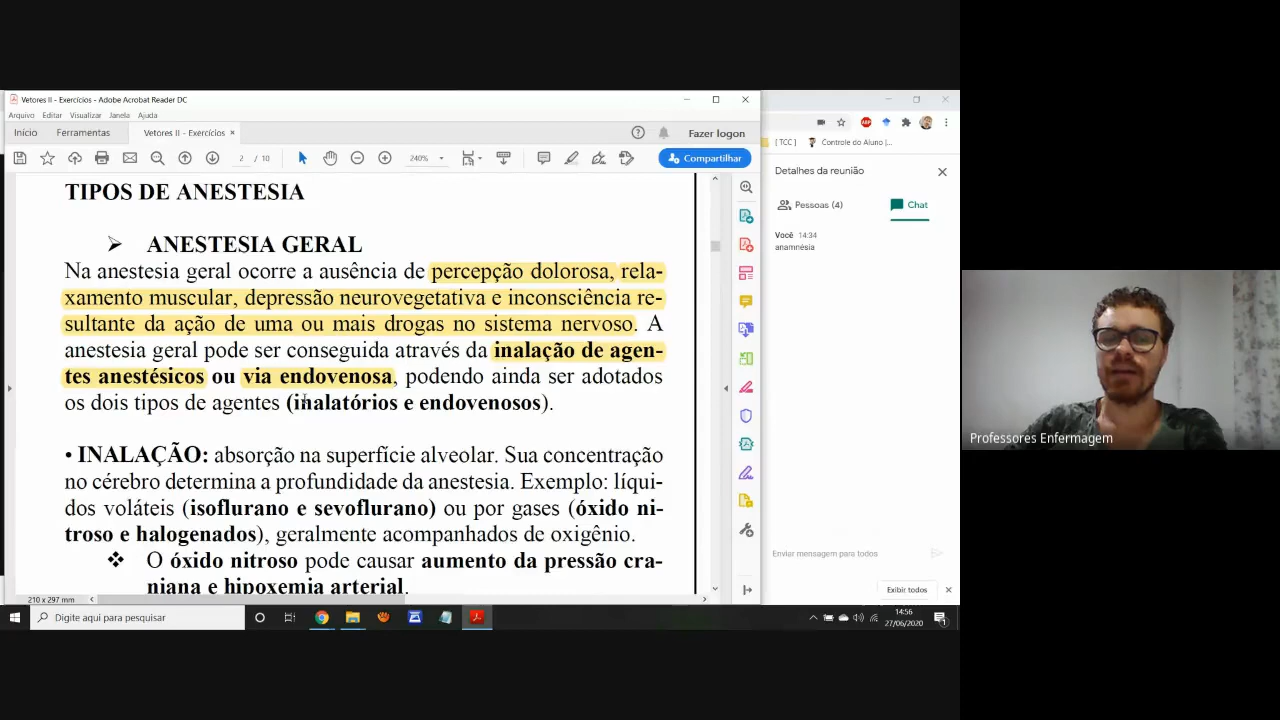 Vetores II - Exercícios - Adobe Acrobat Reader DC
Arquivo Editar Visualizar Janela Ajuda
Início Ferramentas Vetores II - Exercícios × Fazer logon
2 / 10 240% Compartilhar
TIPOS DE ANESTESIA
➢ ANESTESIA GERAL
Na anestesia geral ocorre a ausência de percepção dolorosa, rela-
xamento muscular, depressão neurovegetativa e inconsciência re-
sultante da ação de uma ou mais drogas no sistema nervoso. A
anestesia geral pode ser conseguida através da inalação de agen-
tes anestésicos ou via endovenosa, podendo ainda ser adotados
os dois tipos de agentes (inalatórios e endovenosos).
• INALAÇÃO: absorção na superfície alveolar. Sua concentração
no cérebro determina a profundidade da anestesia. Exemplo: líqui-
dos voláteis (isoflurano e sevoflurano) ou por gases (óxido ni-
troso e halogenados), geralmente acompanhados de oxigênio.
❖ O óxido nitroso pode causar aumento da pressão cra-
niana e hipoxemia arterial.
210 x 297 mm
[ TCC ] Controle do Aluno |...
Detalhes da reunião
Pessoas (4) Chat
Você 14:34
anamnésia
Enviar mensagem para todos
Exibir todos
Digite aqui para pesquisar
14:56
27/06/2020
Professores Enfermagem